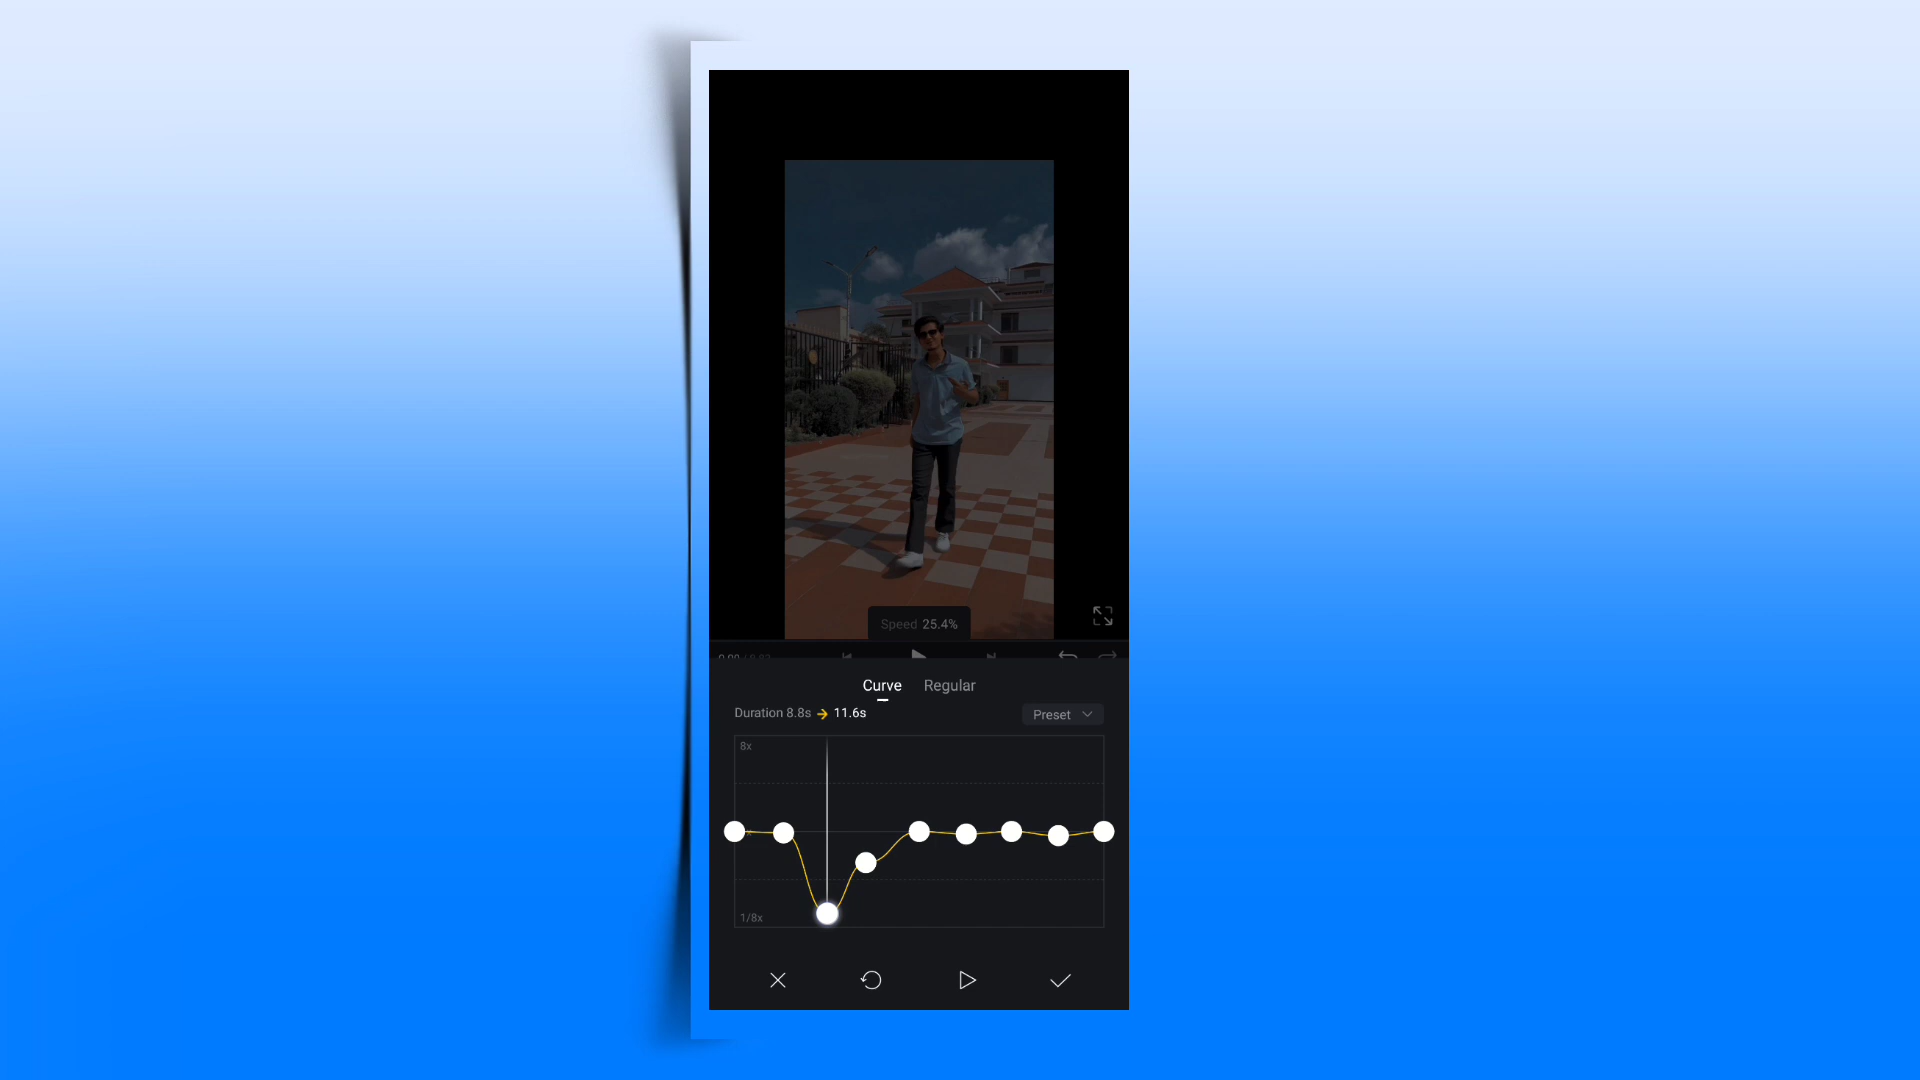 Speed 25.4%
Curve Regular
Duration 8.8s → 11.6s
Preset
8x
1/8x